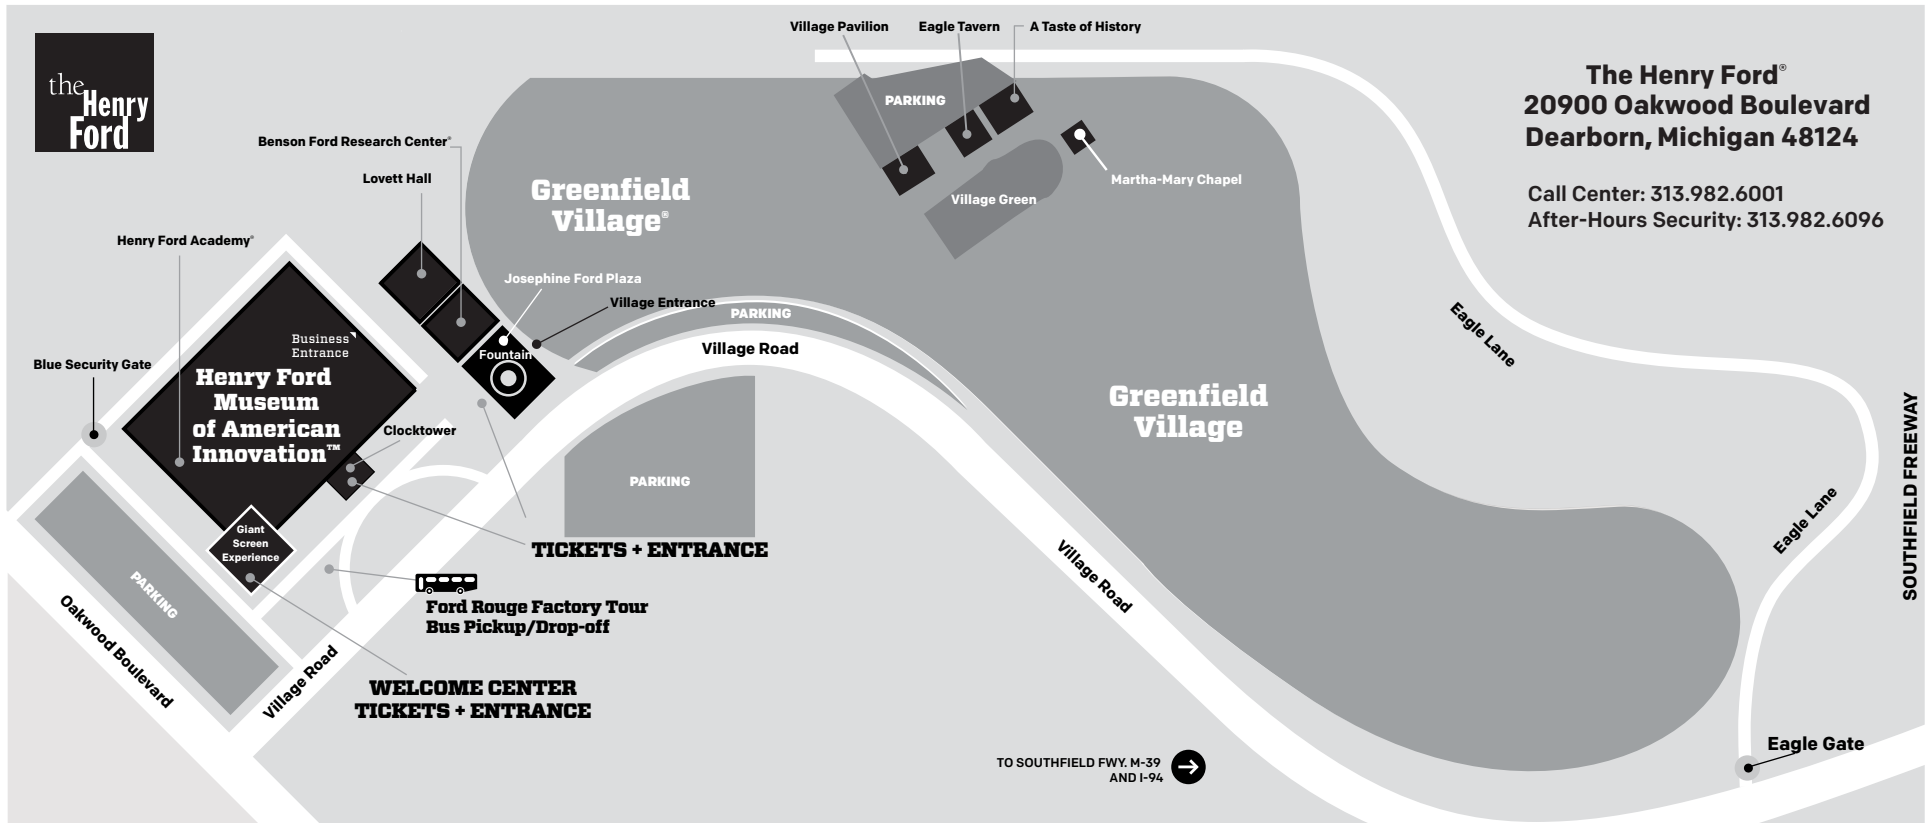 the
Henry
Ford
Village Pavilion
Eagle Tavern
A Taste of History
PARKING
The Henry Ford®
20900 Oakwood Boulevard
Dearborn, Michigan 48124
Call Center: 313.982.6001
After-Hours Security: 313.982.6096
Benson Ford Research Center®
Lovett Hall
Greenfield
Village®
Martha-Mary Chapel
Village Green
Henry Ford Academy®
Josephine Ford Plaza
Village Entrance
PARKING
Village Road
Fountain
Business
Entrance
Blue Security Gate
Henry Ford
Museum
of American
Innovation™
Clocktower
Eagle Lane
Greenfield
Village
SOUTHFIELD FREEWAY
PARKING
Eagle Lane
Giant
Screen
Experience
TICKETS + ENTRANCE
PARKING
Ford Rouge Factory Tour
Bus Pickup/Drop-off
Village Road
Oakwood Boulevard
Village Road
WELCOME CENTER
TICKETS + ENTRANCE
Eagle Gate
TO SOUTHFIELD FWY. M-39
AND I-94